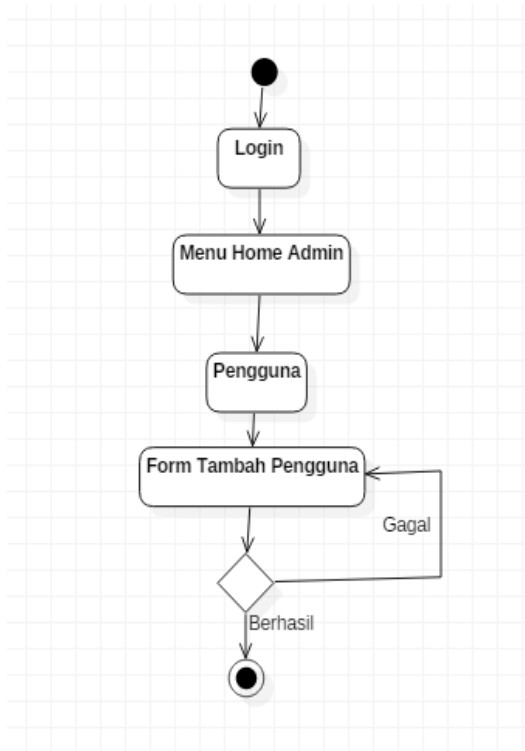 Login
Menu Home Admin
Pengguna
Form Tambah Pengguna
Gagal
Berhasil